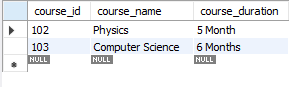 course_id course_name course_duration
102 Physics 5 Month
103 Computer Science 6 Months
NULL NULL NULL